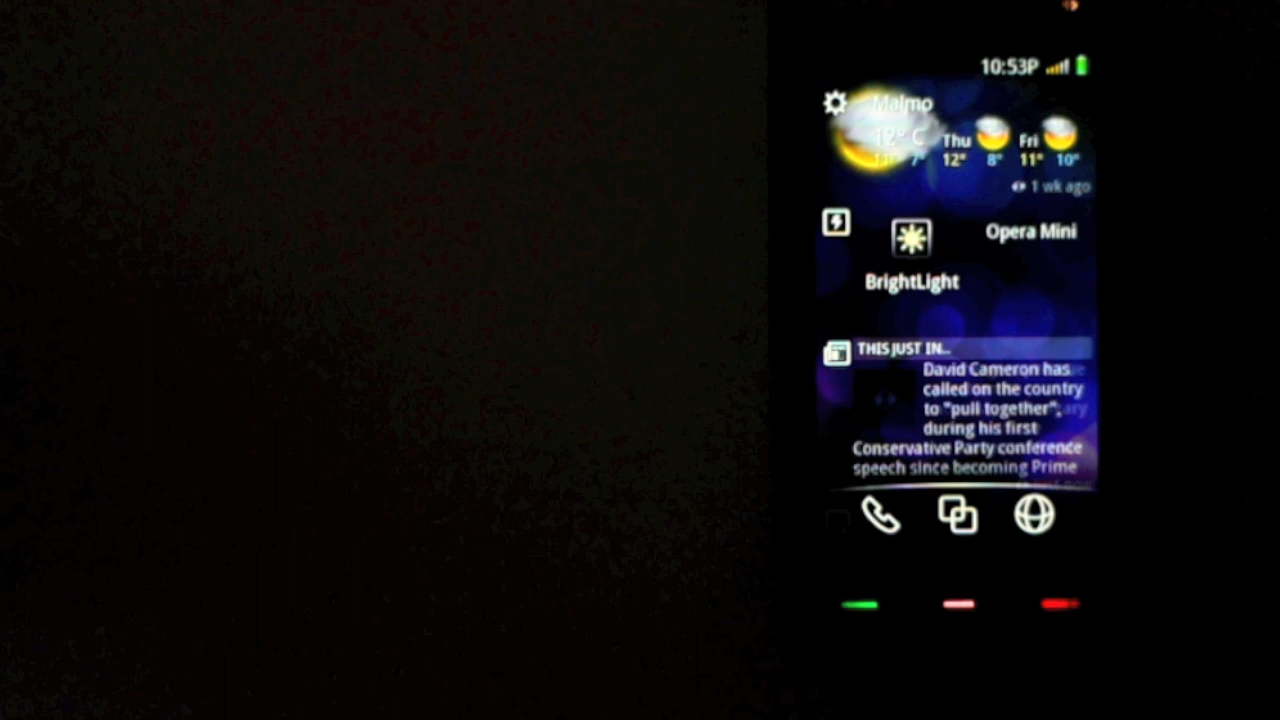 10:53P
Malmo
12° C
Thu
Fri
7°
12°
8°
11°
10°
1 wk ago
Opera Mini
BrightLight
THIS JUST IN..
David Cameron has
called on the country
to "pull together",
during his first
Conservative Party conference
speech since becoming Prime